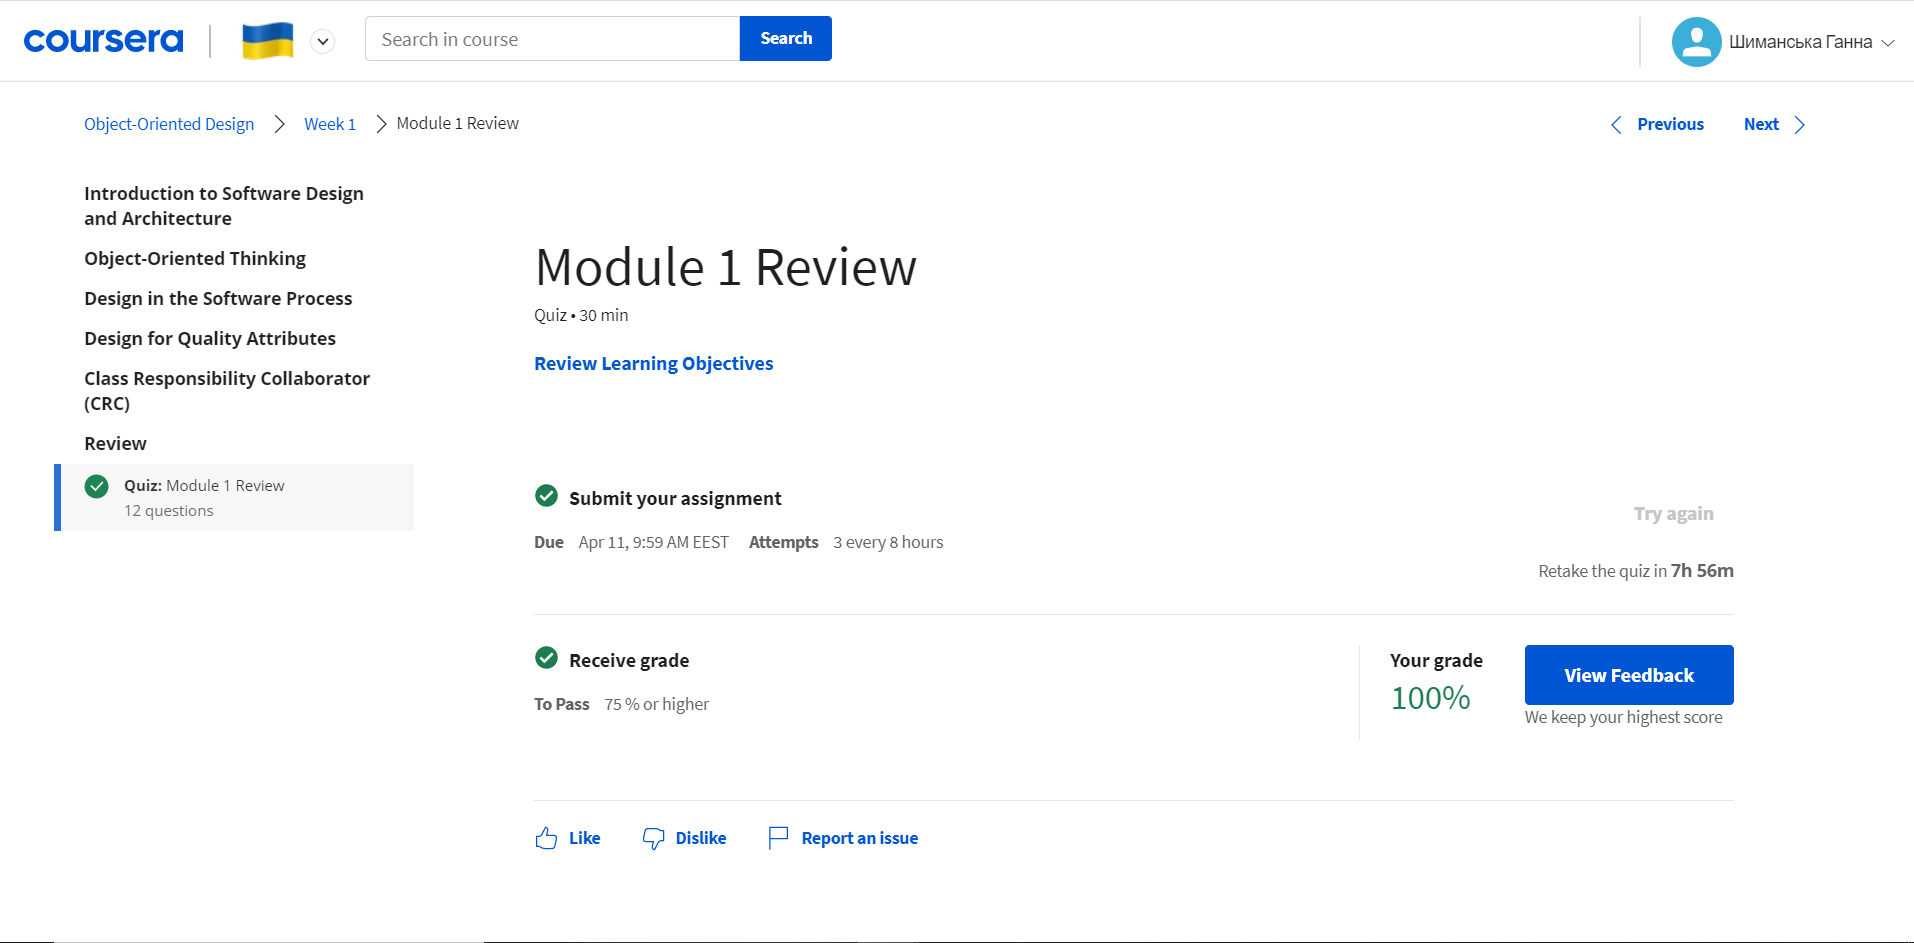 coursera
Search in course
Search
Шиманська Ганна
Object-Oriented Design
Week 1
Module 1 Review
Previous
Next
Introduction to Software Design
and Architecture
Object-Oriented Thinking
Design in the Software Process
Design for Quality Attributes
Class Responsibility Collaborator
(CRC)
Review
Quiz: Module 1 Review
12 questions
Module 1 Review
Quiz • 30 min
Review Learning Objectives
Submit your assignment
Due Apr 11, 9:59 AM EEST Attempts 3 every 8 hours
Try again
Retake the quiz in 7h 56m
Receive grade
To Pass 75 % or higher
Your grade
100%
View Feedback
We keep your highest score
Like
Dislike
Report an issue